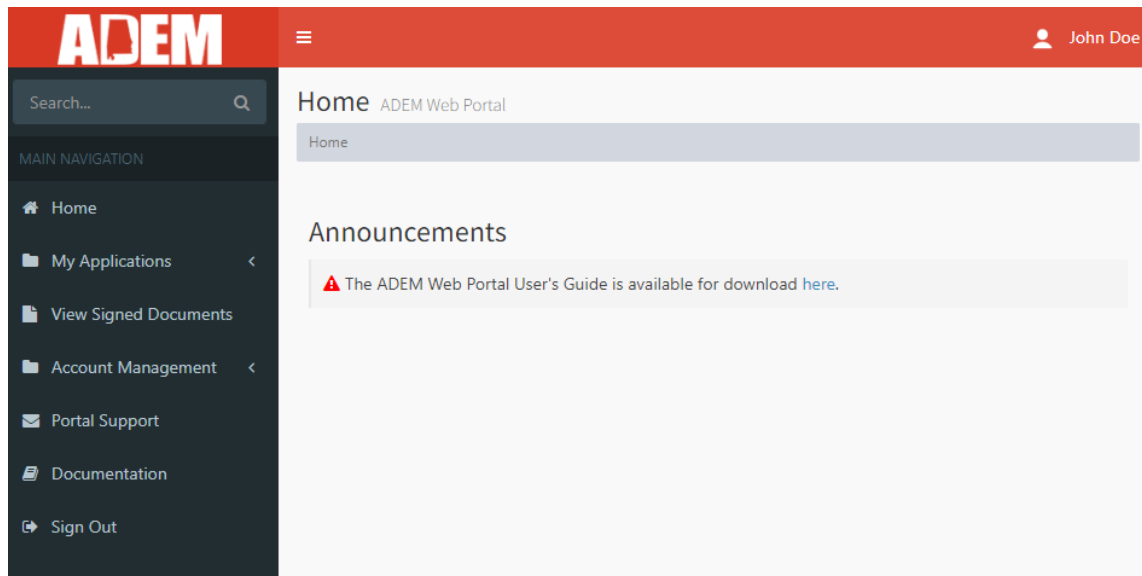 ADEM
John Doe
Search...
Home ADEM Web Portal
Home
MAIN NAVIGATION
Home
My Applications
View Signed Documents
Account Management
Portal Support
Documentation
Sign Out
Announcements
The ADEM Web Portal User's Guide is available for download here.